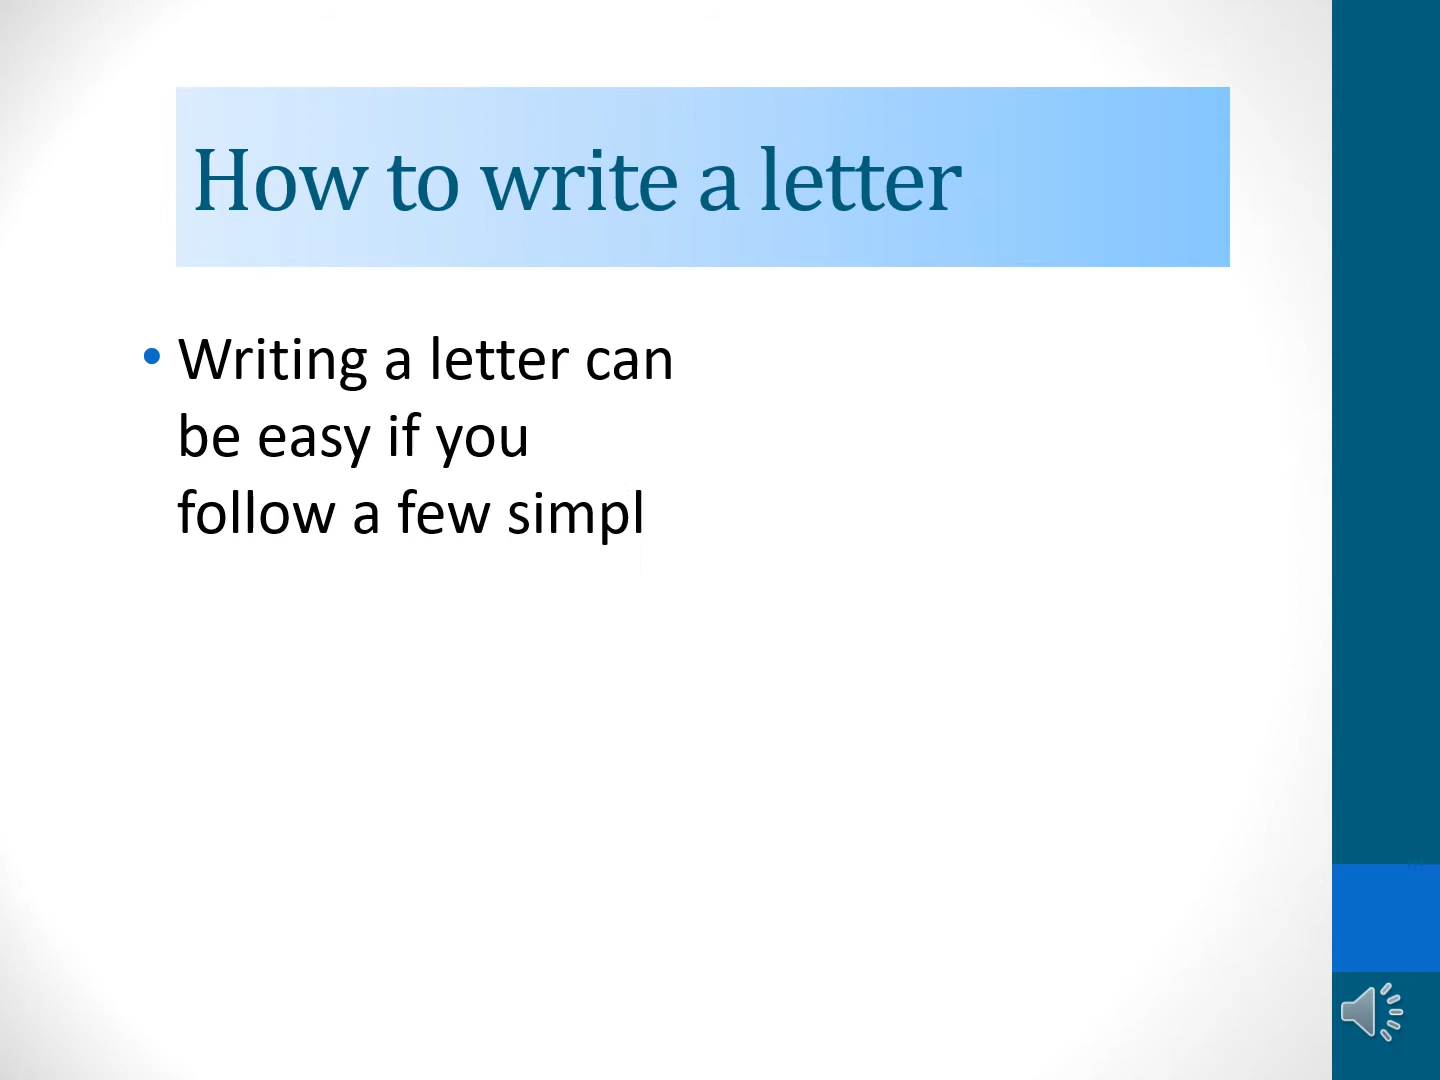 How to write a letter
• Writing a letter can
be easy if you
follow a few simpl